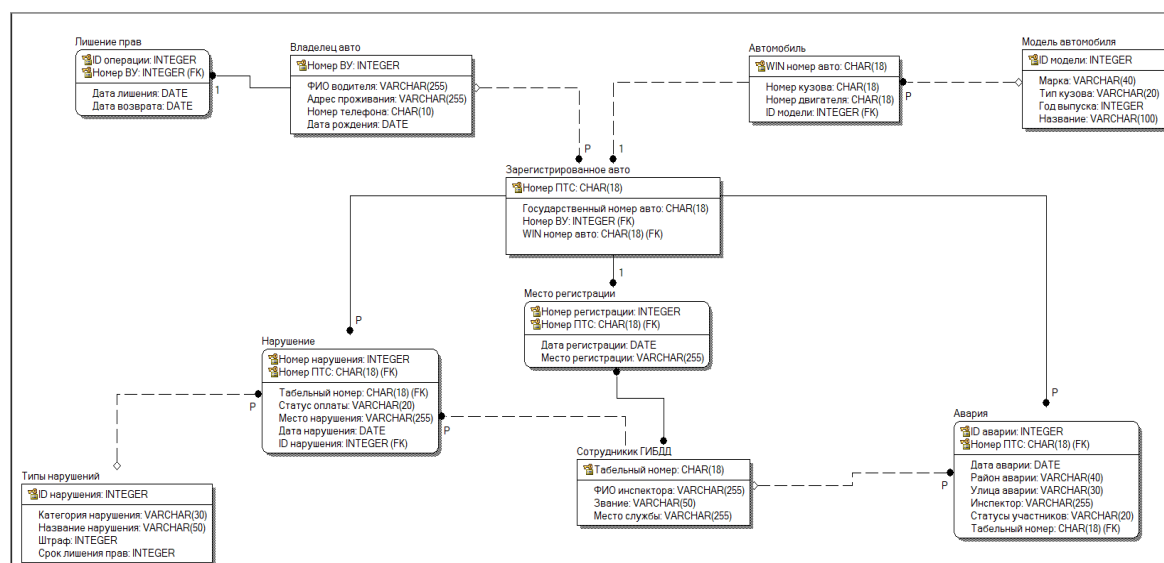 Лишение прав
ID операции: INTEGER
Номер ВУ: INTEGER (FK)
Дата лишения: DATE
Дата возврата: DATE
1
Владелец авто
Номер ВУ: INTEGER
ФИО водителя: VARCHAR(255)
Адрес проживания: VARCHAR(255)
Номер телефона: CHAR(10)
Дата рождения: DATE
P
Автомобиль
WIN номер авто: CHAR(18)
Номер кузова: CHAR(18)
Номер двигателя: CHAR(18)
ID модели: INTEGER (FK)
1
P
Модель автомобиля
ID модели: INTEGER
Марка: VARCHAR(40)
Тип кузова: VARCHAR(20)
Год выпуска: INTEGER
Название: VARCHAR(100)
Зарегистрированное авто
Номер ПТС: CHAR(18)
Государственный номер авто: CHAR(18)
Номер ВУ: INTEGER (FK)
WIN номер авто: CHAR(18) (FK)
1
Место регистрации
Номер регистрации: INTEGER
Номер ПТС: CHAR(18) (FK)
Дата регистрации: DATE
Место регистрации: VARCHAR(255)
P
Нарушение
Номер нарушения: INTEGER
Номер ПТС: CHAR(18) (FK)
Табельный номер: CHAR(18) (FK)
Статус оплаты: VARCHAR(20)
Место нарушения: VARCHAR(255)
Дата нарушения: DATE
ID нарушения: INTEGER (FK)
P
P
Типы нарушений
ID нарушения: INTEGER
Категория нарушения: VARCHAR(30)
Название нарушения: VARCHAR(50)
Штраф: INTEGER
Срок лишения прав: INTEGER
Сотрудникик ГИБДД
Табельный номер: CHAR(18)
ФИО инспектора: VARCHAR(255)
Звание: VARCHAR(50)
Место службы: VARCHAR(255)
P
P
Авария
ID аварии: INTEGER
Номер ПТС: CHAR(18) (FK)
Дата аварии: DATE
Район аварии: VARCHAR(40)
Улица аварии: VARCHAR(30)
Инспектор: VARCHAR(255)
Статусы участников: VARCHAR(20)
Табельный номер: CHAR(18) (FK)